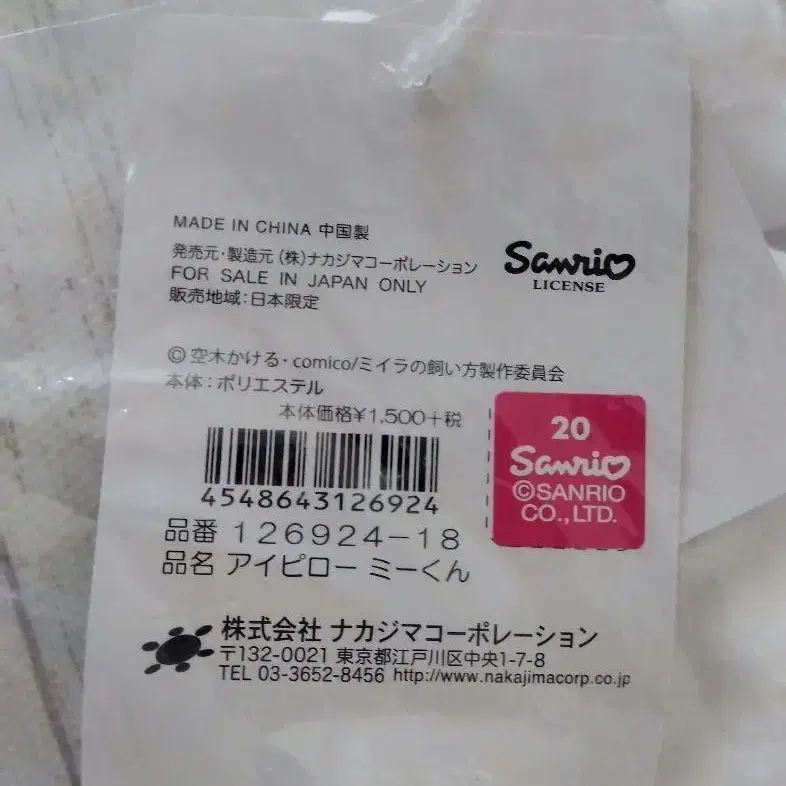 MADE IN CHINA 中国製
発売元・製造元 (株)ナカジマコーポレーション
FOR SALE IN JAPAN ONLY
販売地域:日本限定
Sanrio
LICENSE
©空木かける・comico/ミイラの飼い方製作委員会
本体:ポリエステル
本体価格¥1,500+税
4548643126924
品番 126924-18
品名 アイピロー ミーくん
20
Sanrio
©SANRIO
CO.,LTD.
株式会社 ナカジマコーポレーション
〒132-0021 東京都江戸川区中央1-7-8
TEL 03-3652-8456 http://www.nakajimacorp.co.jp